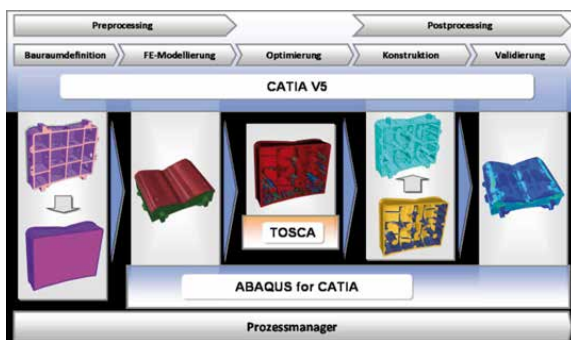 Preprocessing
Postprocessing
Bauraumdefinition
FE-Modellierung
Optimierung
Konstruktion
Validierung
CATIA V5
TOSCA
ABAQUS for CATIA
Prozessmanager